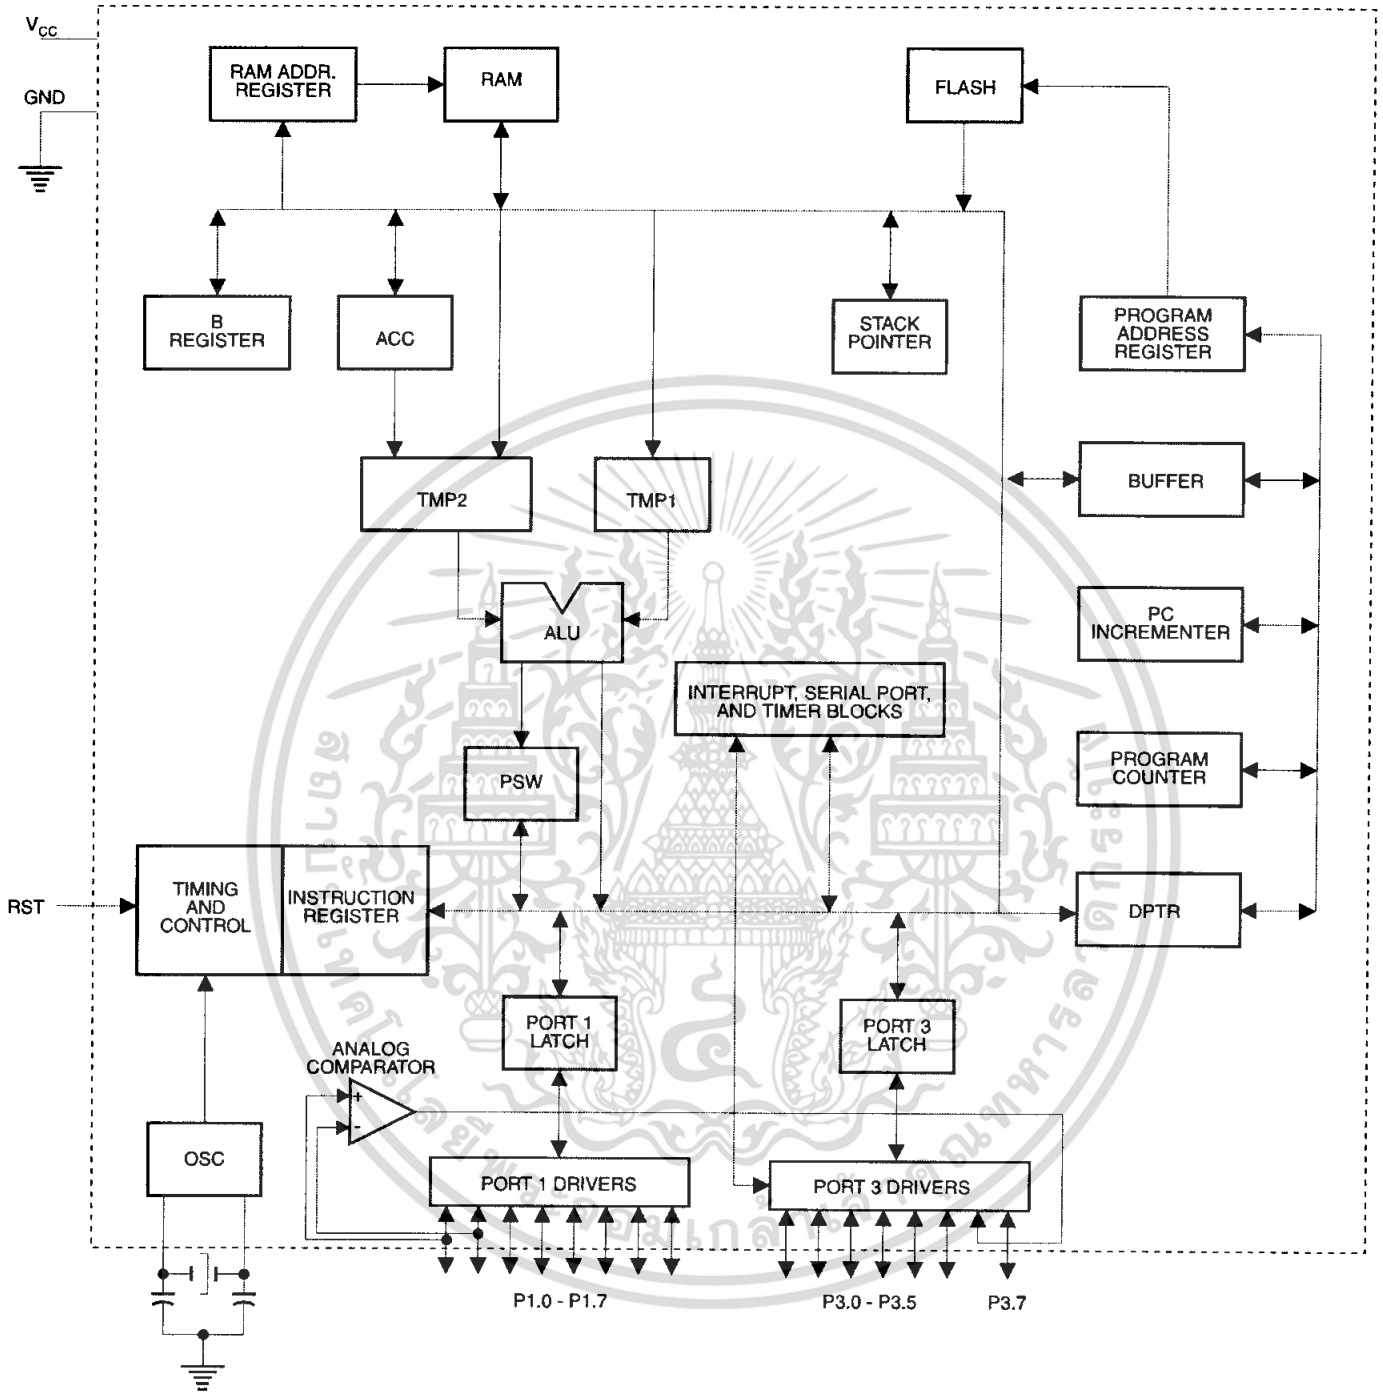 VCC
GND
RAM ADDR.
REGISTER
RAM
FLASH
B
REGISTER
ACC
STACK
POINTER
PROGRAM
ADDRESS
REGISTER
TMP2
TMP1
BUFFER
ALU
PC
INCREMENTER
INTERRUPT, SERIAL PORT,
AND TIMER BLOCKS
PSW
PROGRAM
COUNTER
RST
TIMING
AND
CONTROL
INSTRUCTION
REGISTER
DPTR
PORT 1
LATCH
PORT 3
LATCH
ANALOG
COMPARATOR
+
-
OSC
PORT 1 DRIVERS
PORT 3 DRIVERS
P1.0 - P1.7
P3.0 - P3.5
P3.7